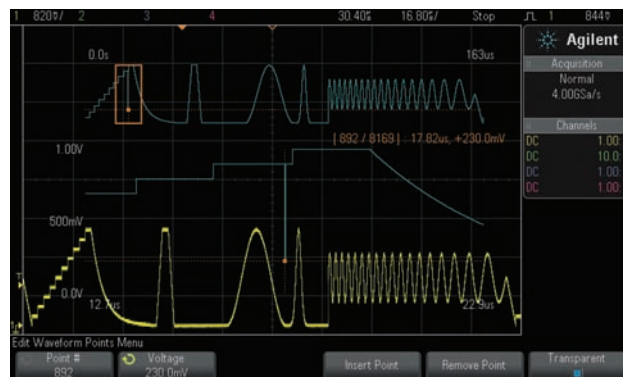 1 820▽/ 2 3 4 30.40s 16.80s/ Stop 1 844▽
Agilent
Acquisition
Normal
4.00GSa/s
Channels
DC 1.00:
DC 10.0:
DC 1.00:
DC 1.00:
0.0s 163us
[ 892 / 8169 ] : 17.82us, +230.0mV
1.00V
500mV
0.0V 12.7us 22.9us
Edit Waveform Points Menu
Point # Voltage Insert Point Remove Point Transparent
892 230.0mV